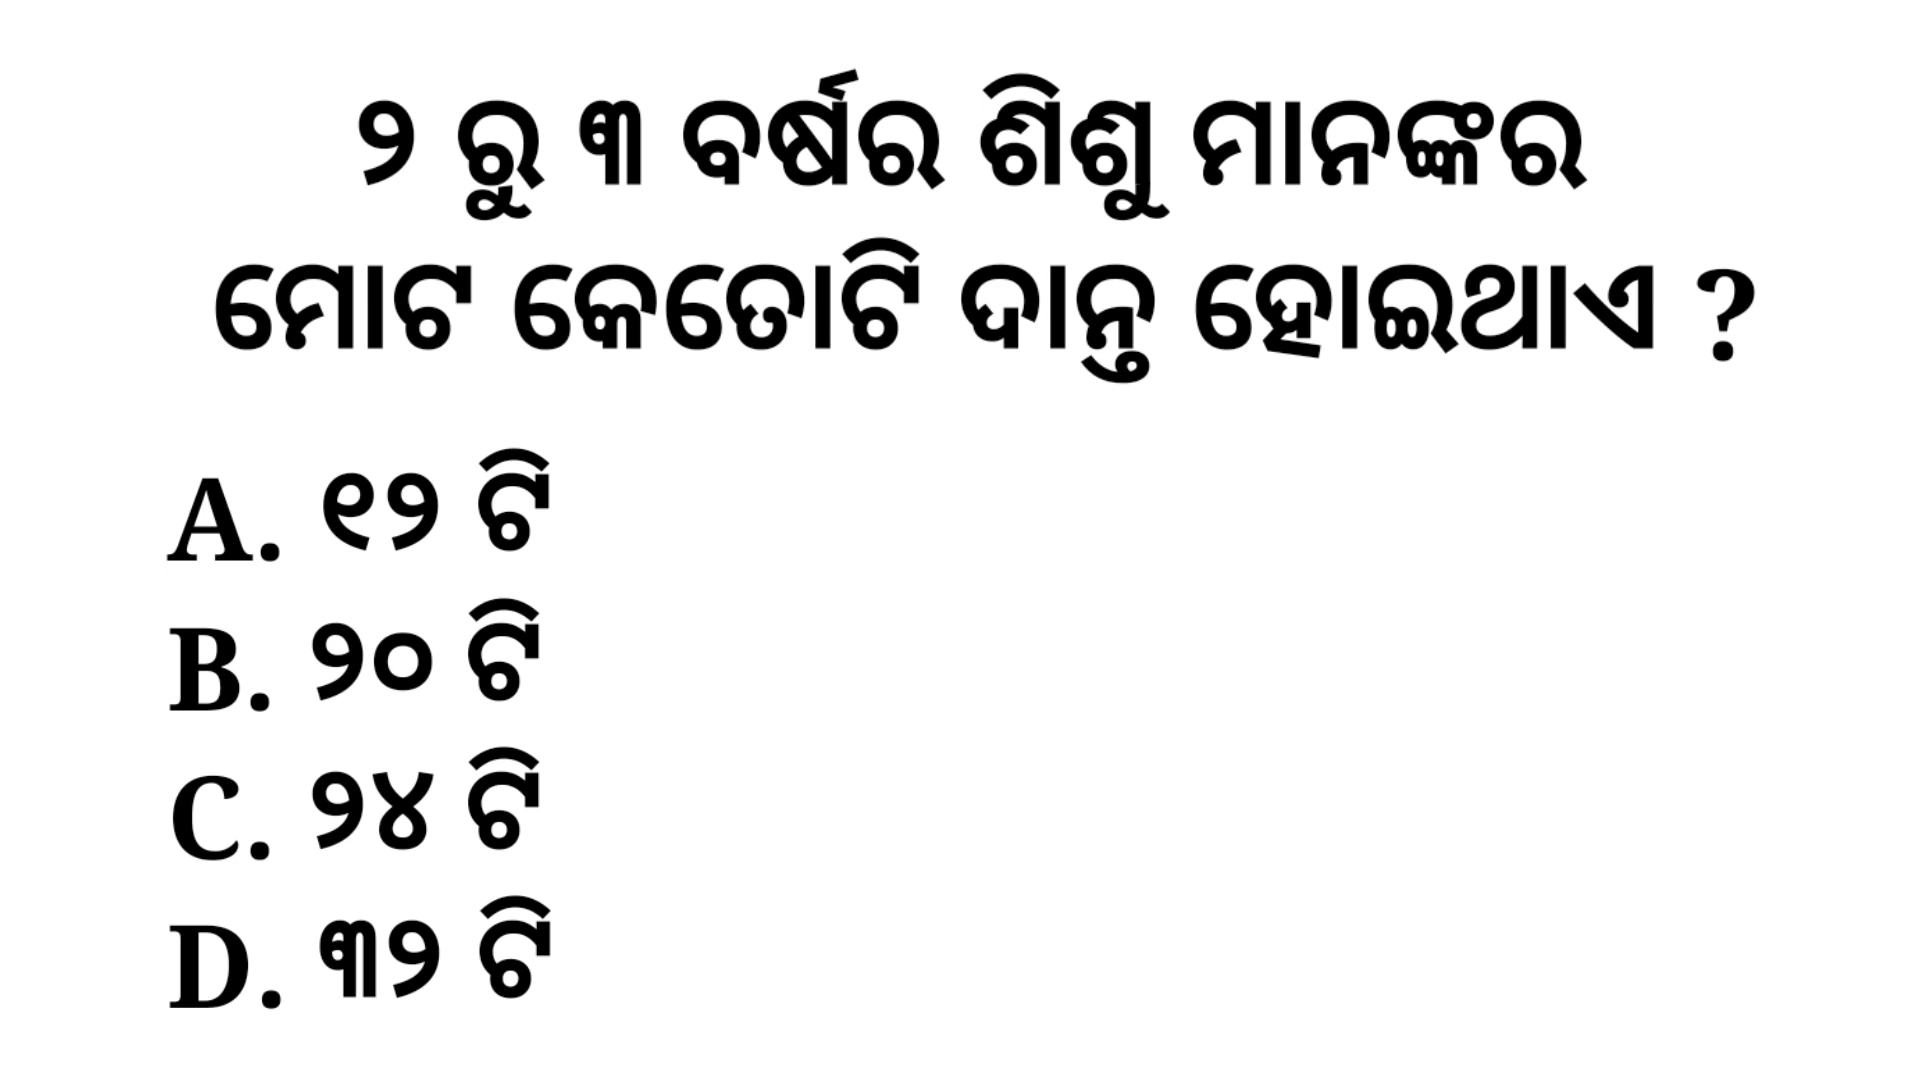 ୨ ରୁ ୩ ବର୍ଷର ଶିଶୁ ମାନଙ୍କର
ମୋଟ କେତୋଟି ଦାନ୍ତ ହୋଇଥାଏ ?
A. ୧୨ ଟି
B. ୨୦ ଟି
C. ୨୪ ଟି
D. ୩୨ ଟି